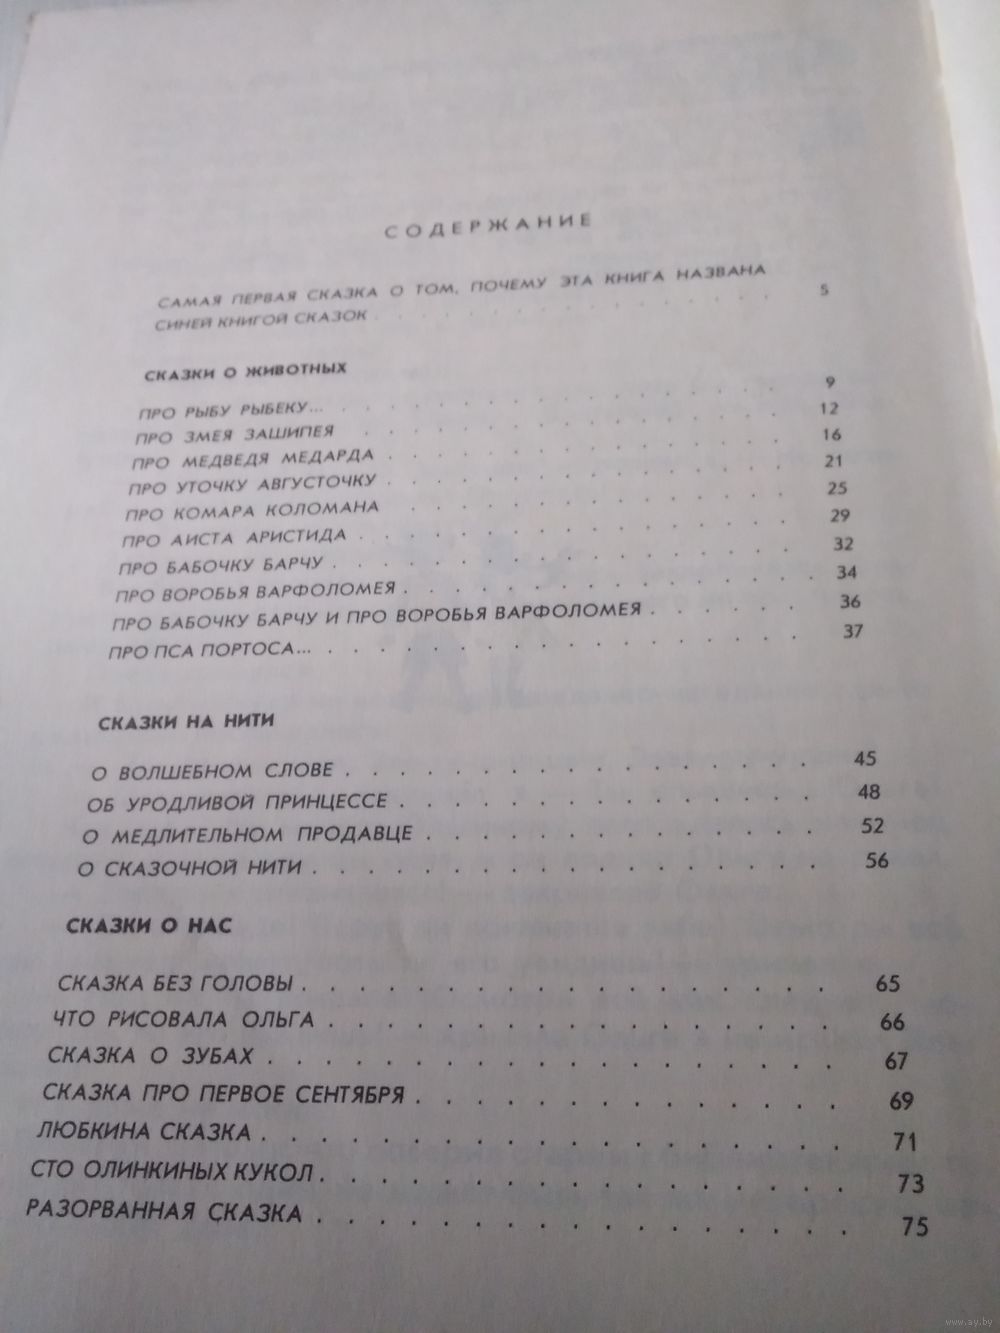 СОДЕРЖАНИЕ
САМАЯ ПЕРВАЯ СКАЗКА О ТОМ, ПОЧЕМУ ЭТА КНИГА НАЗВАНА
СИНЕЙ КНИГОЙ СКАЗОК . . . . . . . . . . . . 5
СКАЗКИ О ЖИВОТНЫХ
ПРО РЫБУ РЫБЕКУ... . . . . . . . . . . . . 9
ПРО ЗМЕЯ ЗАШИПЕЯ . . . . . . . . . . . . 12
ПРО МЕДВЕДЯ МЕДАРДА . . . . . . . . . . . . 16
ПРО УТОЧКУ АВГУСТОЧКУ . . . . . . . . . . . . 21
ПРО КОМАРА КОЛОМАНА . . . . . . . . . . . . 25
ПРО АИСТА АРИСТИДА . . . . . . . . . . . . 29
ПРО БАБОЧКУ БАРЧУ . . . . . . . . . . . . 32
ПРО ВОРОБЬЯ ВАРФОЛОМЕЯ . . . . . . . . . . . . 34
ПРО БАБОЧКУ БАРЧУ И ПРО ВОРОБЬЯ ВАРФОЛОМЕЯ . . . . . 36
ПРО ПСА ПОРТОСА... . . . . . . . . . . . . 37
СКАЗКИ НА НИТИ
О ВОЛШЕБНОМ СЛОВЕ . . . . . . . . . . . . 45
ОБ УРОДЛИВОЙ ПРИНЦЕССЕ . . . . . . . . . . . . 48
О МЕДЛИТЕЛЬНОМ ПРОДАВЦЕ . . . . . . . . . . . . 52
О СКАЗОЧНОЙ НИТИ . . . . . . . . . . . . 56
СКАЗКИ О НАС
СКАЗКА БЕЗ ГОЛОВЫ . . . . . . . . . . . . 65
ЧТО РИСОВАЛА ОЛЬГА . . . . . . . . . . . . 66
СКАЗКА О ЗУБАХ . . . . . . . . . . . . 67
СКАЗКА ПРО ПЕРВОЕ СЕНТЯБРЯ . . . . . . . . . . . . 69
ЛЮБКИНА СКАЗКА . . . . . . . . . . . . 71
СТО ОЛИНКИНЫХ КУКОЛ . . . . . . . . . . . . 73
РАЗОРВАННАЯ СКАЗКА . . . . . . . . . . . . 75
www.ay.by